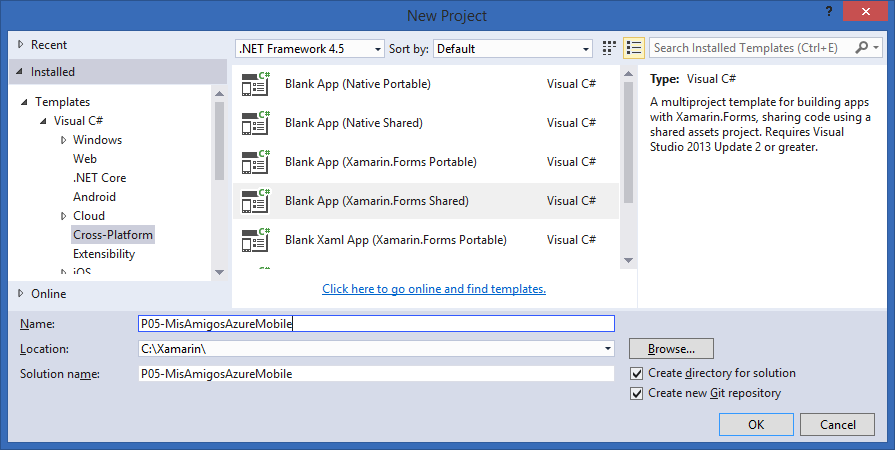 New Project
?
Recent
Installed
Templates
Visual C#
Windows
Web
.NET Core
Android
Cloud
Cross-Platform
Extensibility
iOS
Online
.NET Framework 4.5
Sort by:
Default
Search Installed Templates (Ctrl+E)
C#
Blank App (Native Portable)
Visual C#
C#
Blank App (Native Shared)
Visual C#
C#
Blank App (Xamarin.Forms Portable)
Visual C#
C#
Blank App (Xamarin.Forms Shared)
Visual C#
C#
Blank Xaml App (Xamarin.Forms Portable)
Visual C#
C#
Click here to go online and find templates.
Type: Visual C#
A multiproject template for building apps
with Xamarin.Forms, sharing code using a
shared assets project. Requires Visual
Studio 2013 Update 2 or greater.
Name:
P05-MisAmigosAzureMobile
Location:
C:\Xamarin\
Browse...
Solution name:
P05-MisAmigosAzureMobile
Create directory for solution
Create new Git repository
OK
Cancel